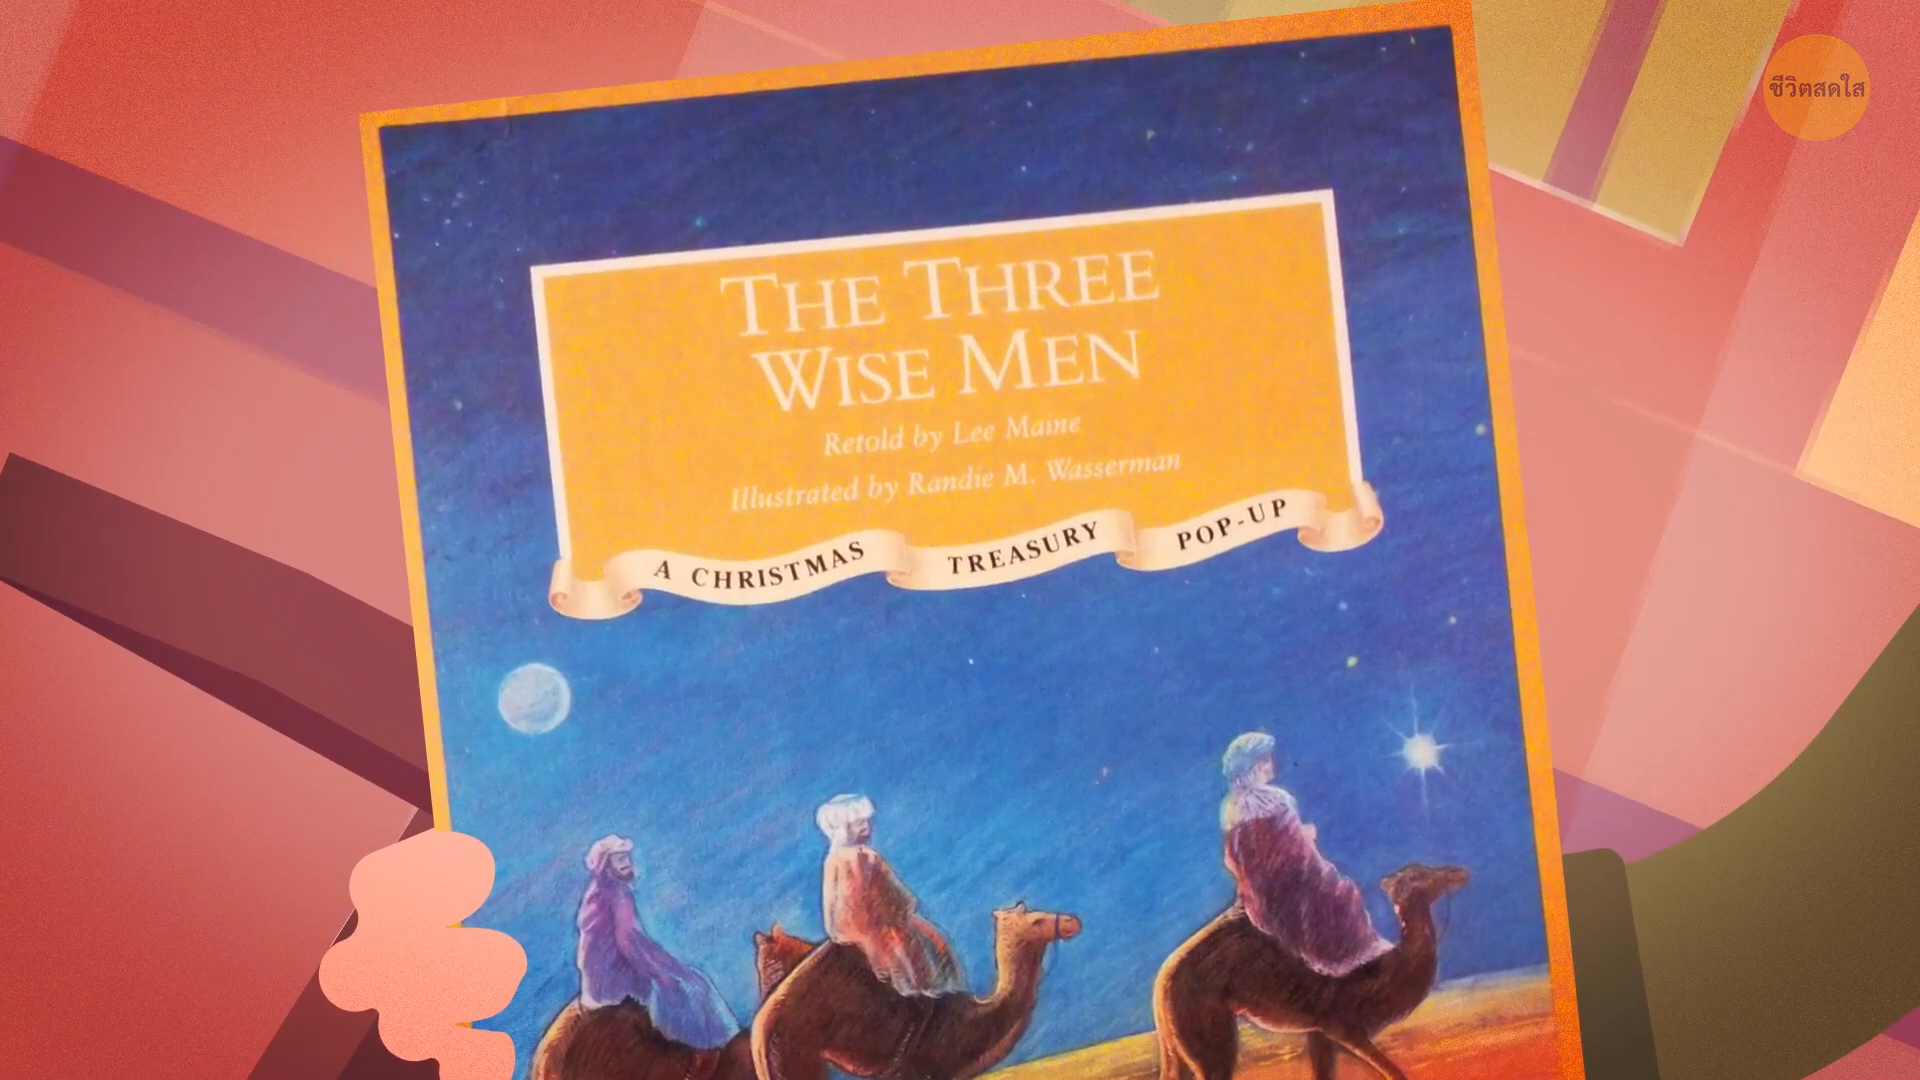 ชีวิตสดใส
THE THREE
WISE MEN
Retold by Lee Maine
Illustrated by Randie M. Wasserman
A CHRISTMAS TREASURY POP-UP